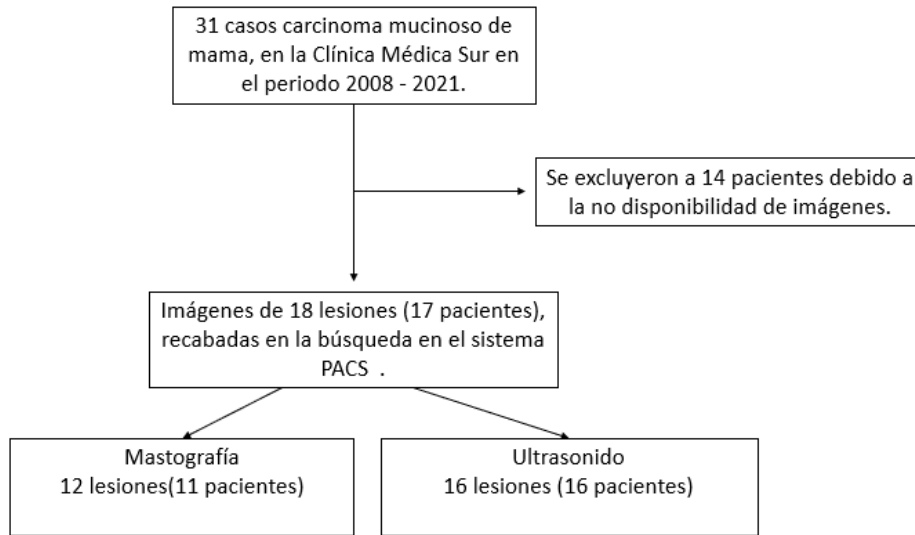 31 casos carcinoma mucinoso de
mama, en la Clínica Médica Sur en
el periodo 2008 - 2021.
Se excluyeron a 14 pacientes debido a
la no disponibilidad de imágenes.
Imágenes de 18 lesiones (17 pacientes),
recabadas en la búsqueda en el sistema
PACS .
Mastografía
12 lesiones(11 pacientes)
Ultrasonido
16 lesiones (16 pacientes)